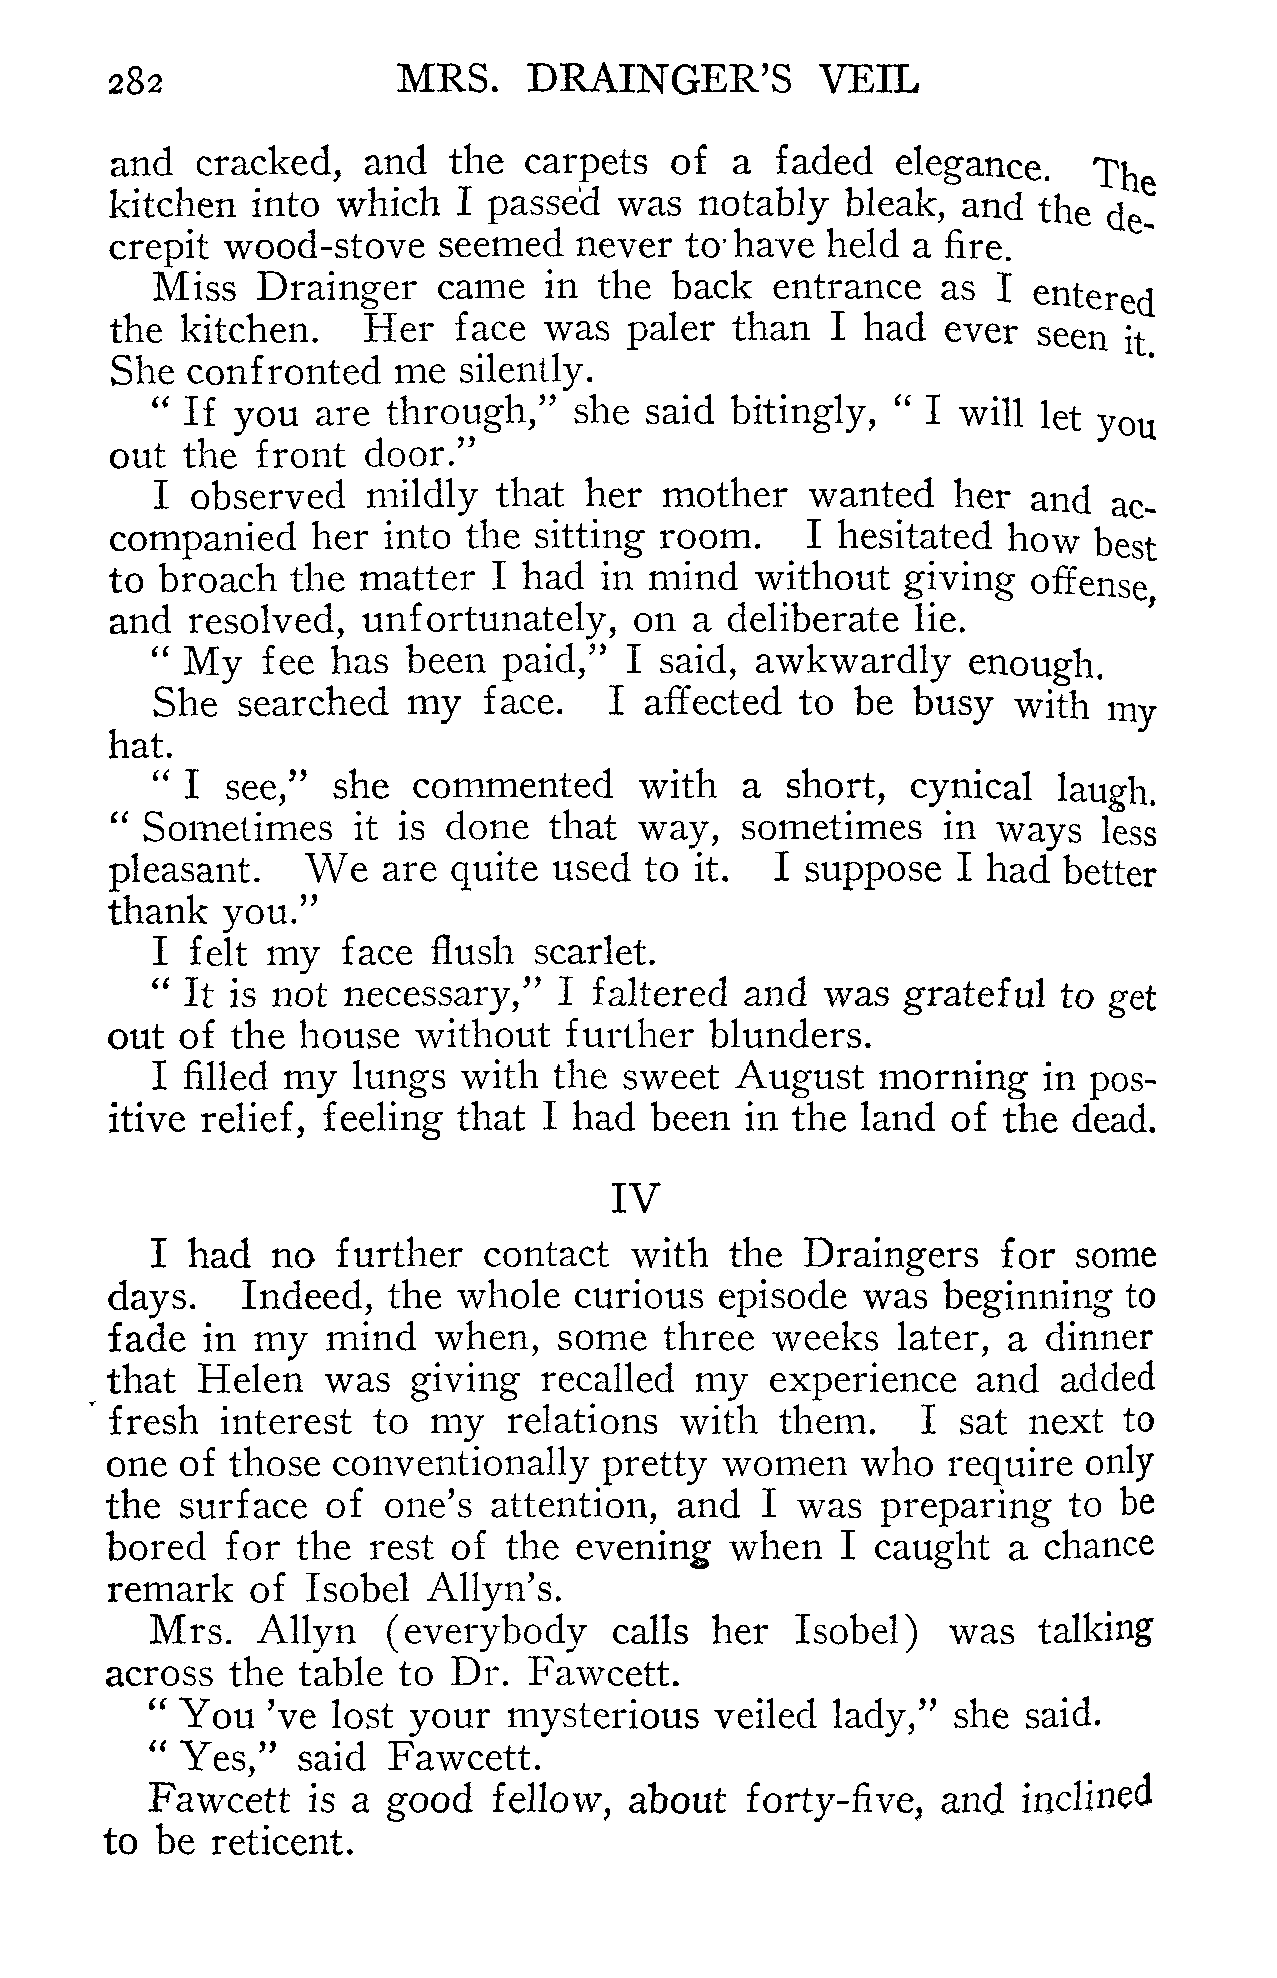 282 MRS. DRAINGER'S VEIL
and cracked, and the carpets of a faded elegance. The
kitchen into which I passed was notably bleak, and the de-
crepit wood-stove seemed never to have held a fire.
Miss Drainger came in the back entrance as I entered
the kitchen. Her face was paler than I had ever seen it.
She confronted me silently.
" If you are through," she said bitingly, " I will let you
out the front door."
I observed mildly that her mother wanted her and ac-
companied her into the sitting room. I hesitated how best
to broach the matter I had in mind without giving offense,
and resolved, unfortunately, on a deliberate lie.
" My fee has been paid," I said, awkwardly enough.
She searched my face. I affected to be busy with my
hat.
" I see," she commented with a short, cynical laugh.
" Sometimes it is done that way, sometimes in ways less
pleasant. We are quite used to it. I suppose I had better
thank you."
I felt my face flush scarlet.
" It is not necessary," I faltered and was grateful to get
out of the house without further blunders.
I filled my lungs with the sweet August morning in pos-
itive relief, feeling that I had been in the land of the dead.
IV
I had no further contact with the Draingers for some
days. Indeed, the whole curious episode was beginning to
fade in my mind when, some three weeks later, a dinner
that Helen was giving recalled my experience and added
fresh interest to my relations with them. I sat next to
one of those conventionally pretty women who require only
the surface of one's attention, and I was preparing to be
bored for the rest of the evening when I caught a chance
remark of Isobel Allyn's.
Mrs. Allyn (everybody calls her Isobel) was talking
across the table to Dr. Fawcett.
" You 've lost your mysterious veiled lady," she said.
" Yes," said Fawcett.
Fawcett is a good fellow, about forty-five, and inclined
to be reticent.